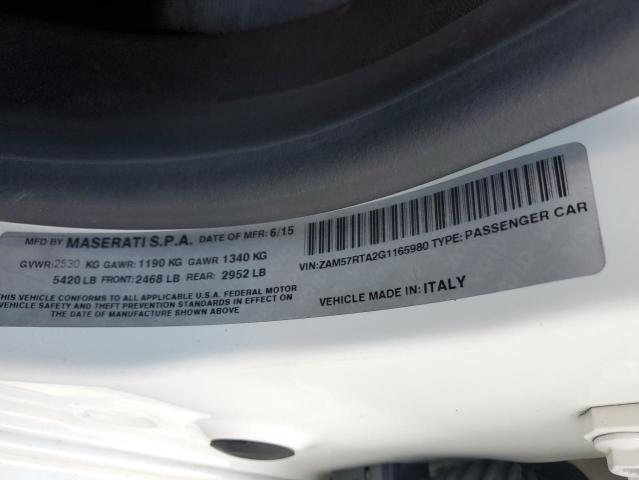 MFD BY MASERATI S.P.A. DATE OF MFR: 6/15
GVWR: 2530 KG GAWR: 1190 KG GAWR 1340 KG
5420 LB FRONT: 2468 LB REAR: 2952 LB
THIS VEHICLE CONFORMS TO ALL APPLICABLE U.S.A. FEDERAL MOTOR
VEHICLE SAFETY AND THEFT PREVENTION STANDARDS IN EFFECT ON
THE DATE OF MANUFACTURE SHOWN ABOVE
VIN:ZAM57RTA2G1165980 TYPE: PASSENGER CAR
VEHICLE MADE IN: ITALY